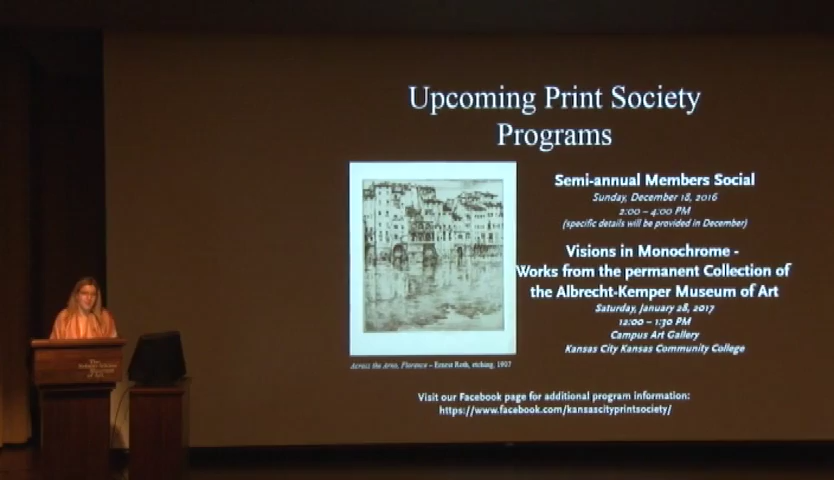 Upcoming Print Society
Programs
Semi-annual Members Social
Sunday, December 18, 2016
2:00 – 4:00 PM
(specific details will be provided in December)
Visions in Monochrome -
Works from the permanent Collection of
the Albrecht-Kemper Museum of Art
Saturday, January 28, 2017
12:00 – 1:30 PM
Campus Art Gallery
Kansas City Kansas Community College
Across the Arno, Florence – Ernest Roth, etching, 1907
Visit our Facebook page for additional program information:
https://www.facebook.com/kansascityprintsociety/
The